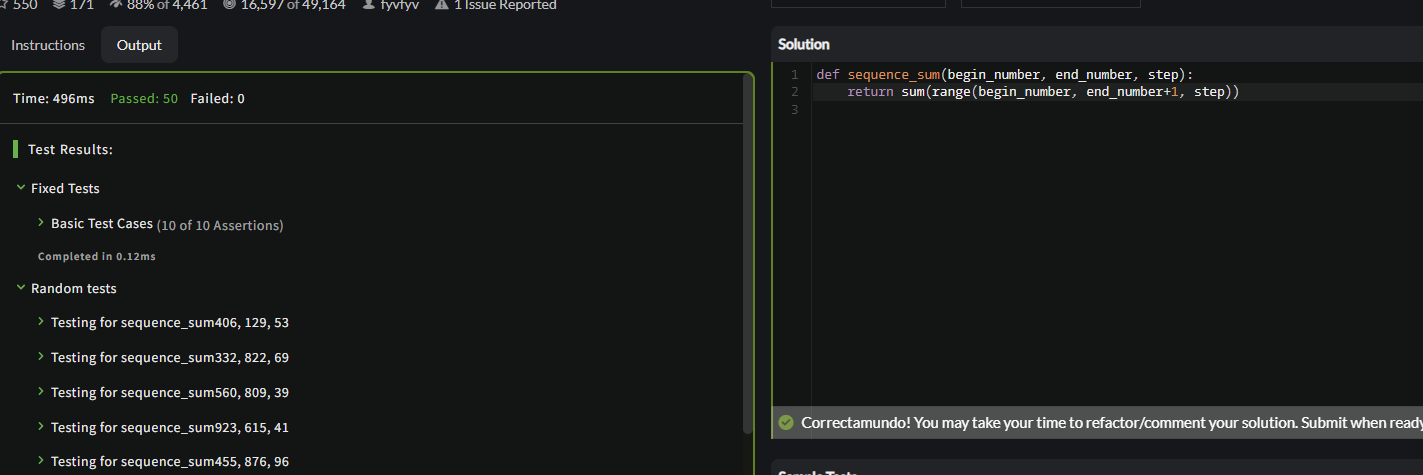 550 171 88% of 4,461 16,597 of 49,164 fyvfyv 1 Issue Reported
Instructions Output
Time: 496ms Passed: 50 Failed: 0
Test Results:
Fixed Tests
Basic Test Cases (10 of 10 Assertions)
Completed in 0.12ms
Random tests
Testing for sequence_sum406, 129, 53
Testing for sequence_sum332, 822, 69
Testing for sequence_sum560, 809, 39
Testing for sequence_sum923, 615, 41
Testing for sequence_sum455, 876, 96
Solution
1 def sequence_sum(begin_number, end_number, step):
2     return sum(range(begin_number, end_number+1, step))
3
Correctamundo! You may take your time to refactor/comment your solution. Submit when ready
Sample Tests